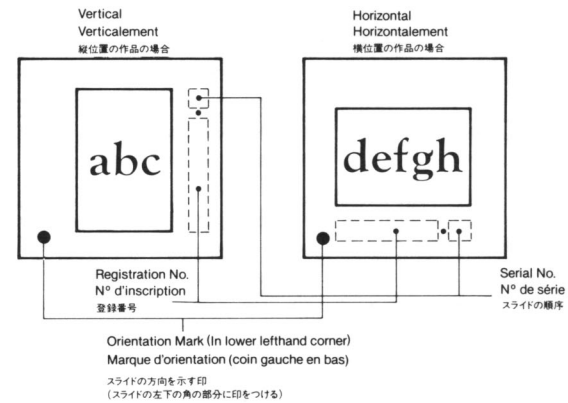 Vertical
Verticalement
縦位置の作品の場合
Horizontal
Horizontalement
横位置の作品の場合
abc
defgh
Registration No.
Nº d'inscription
登録番号
Serial No.
Nº de série
スライドの順序
Orientation Mark (In lower lefthand corner)
Marque d'orientation (coin gauche en bas)
スライドの方向を示す印
(スライドの左下の角の部分に印をつける)